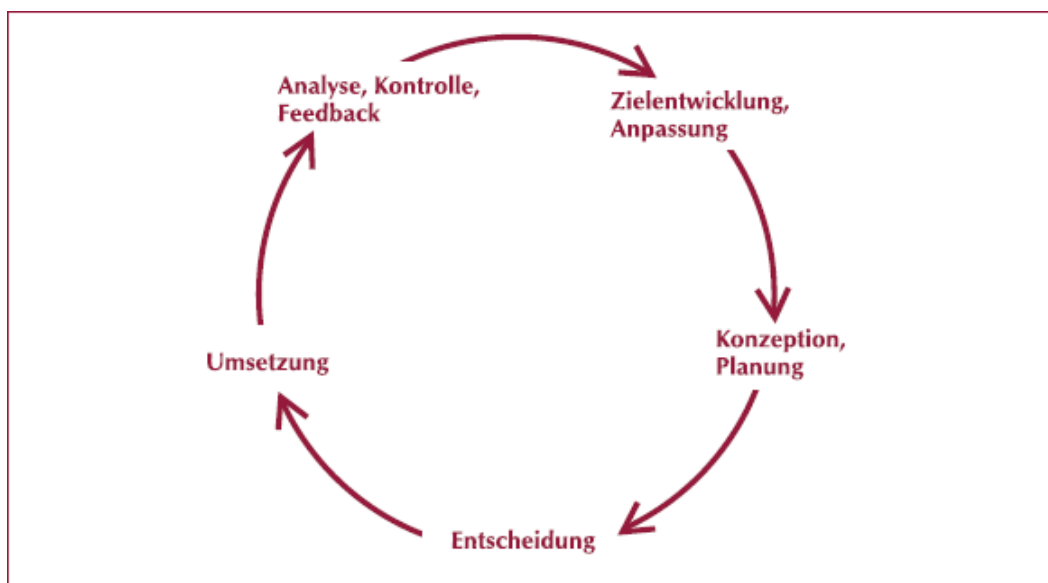 Analyse, Kontrolle,
Feedback
Zielentwicklung,
Anpassung
Konzeption,
Planung
Entscheidung
Umsetzung